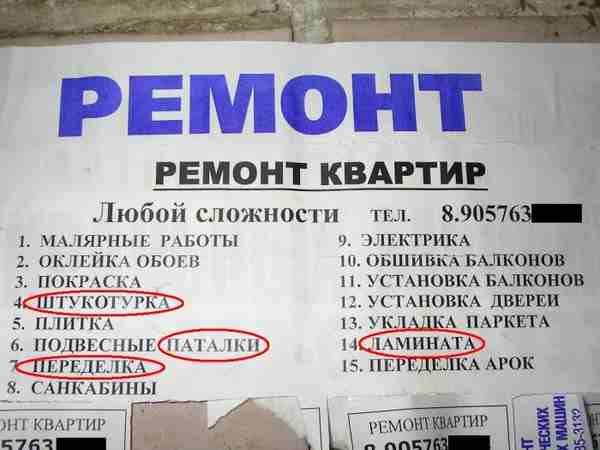 РЕМОНТ
РЕМОНТ КВАРТИР
Любой сложности ТЕЛ. 8.905763
1. МАЛЯРНЫЕ РАБОТЫ
2. ОКЛЕЙКА ОБОЕВ
3. ПОКРАСКА
4. ШТУКОТУРКА
5. ПЛИТКА
6. ПОДВЕСНЫЕ ПАТАЛКИ
7. ПЕРЕДЕЛКА
8. САНКАБИНЫ
9. ЭЛЕКТРИКА
10. ОБШИВКА БАЛКОНОВ
11. УСТАНОВКА БАЛКОНОВ
12. УСТАНОВКА ДВЕРЕИ
13. УКЛАДКА ПАРКЕТА
14. ЛАМИНАТА
15. ПЕРЕДЕЛКА АРОК
ОНТ КВАРТИР
5763
РЕМОНТ КВАРТИР
8.905763